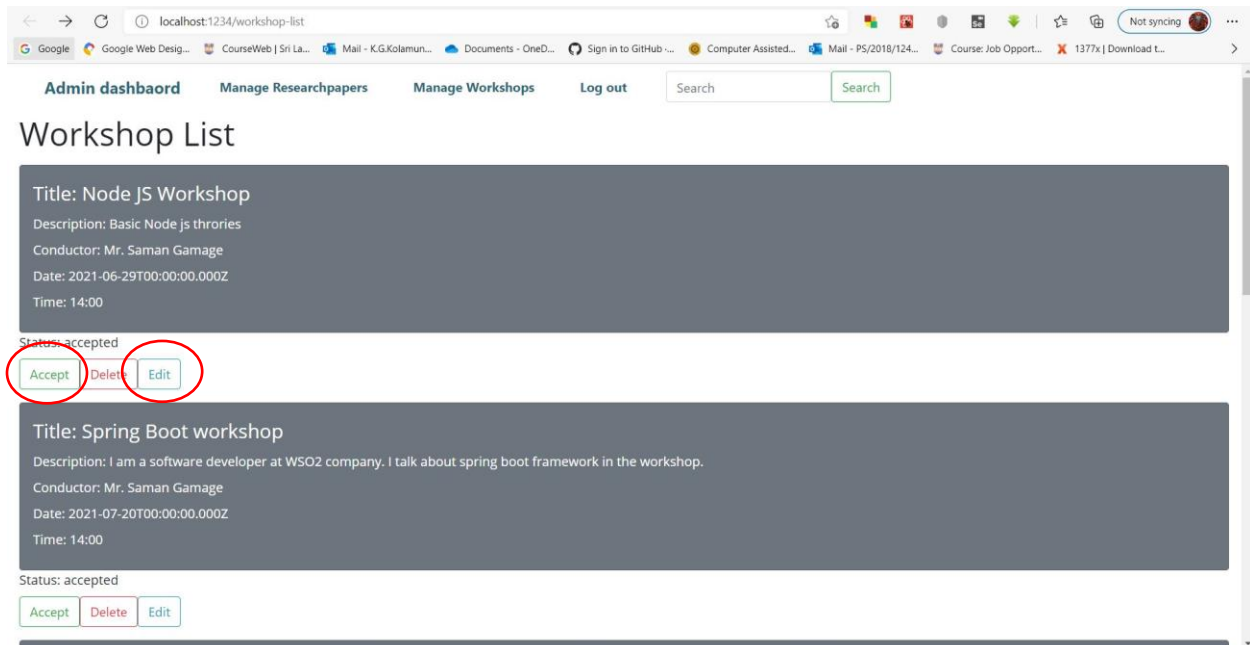 localhost:1234/workshop-list
Not syncing
Google
Google Web Desig...
CourseWeb | Sri La...
Mail - K.G.Kolamun...
Documents - OneD...
Sign in to GitHub ·...
Computer Assisted...
Mail - PS/2018/124...
Course: Job Opport...
1377x | Download t...
Admin dashbaord
Manage Researchpapers
Manage Workshops
Log out
Search
Search
Workshop List
Title: Node JS Workshop
Description: Basic Node js throries
Conductor: Mr. Saman Gamage
Date: 2021-06-29T00:00:00.000Z
Time: 14:00
Status: accepted
Accept
Delete
Edit
Title: Spring Boot workshop
Description: I am a software developer at WSO2 company. I talk about spring boot framework in the workshop.
Conductor: Mr. Saman Gamage
Date: 2021-07-20T00:00:00.000Z
Time: 14:00
Status: accepted
Accept
Delete
Edit